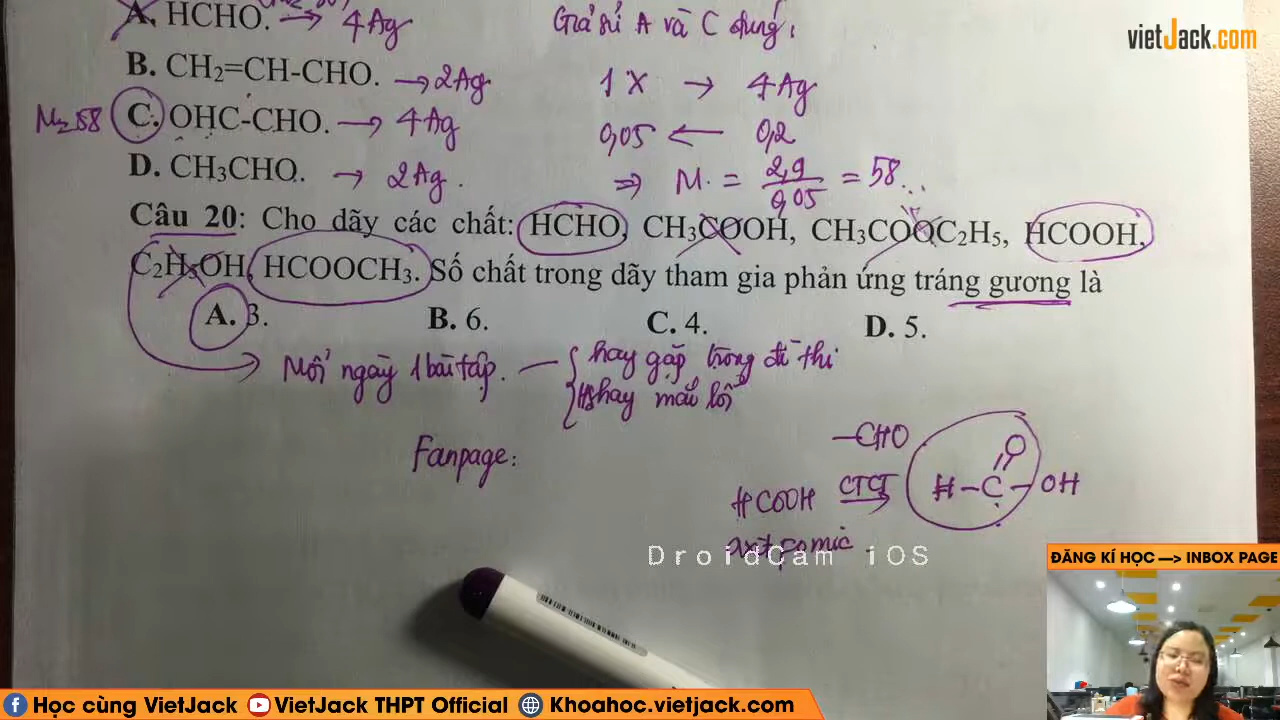 A. HCHO. → 4Ag
Giả sử A và C đúng:
vietJack.com
B. CH₂=CH-CHO. → 2Ag
1 X → 4Ag
M = 58 C. OHC-CHO. → 4Ag
0,05 ← 0,2
D. CH₃CHO. → 2Ag.
⇒ M = 2,9 / 0,05 = 58...
Câu 20: Cho dãy các chất: HCHO, CH₃COOH, CH₃COOC₂H₅, HCOOH,
C₂H₅OH, HCOOCH₃. Số chất trong dãy tham gia phản ứng tráng gương là
A. 3. B. 6. C. 4. D. 5.
Mỗi ngày 1 bài tập. — { hay gặp trong đề thi
HS hay mắc lỗi
Fanpage:
—CHO
O
HCOOH CTCT → H-C-OH
axit fomic
DroidCam iOS
ĐĂNG KÍ HỌC —> INBOX PAGE
Học cùng VietJack VietJack THPT Official Khoahoc.vietjack.com